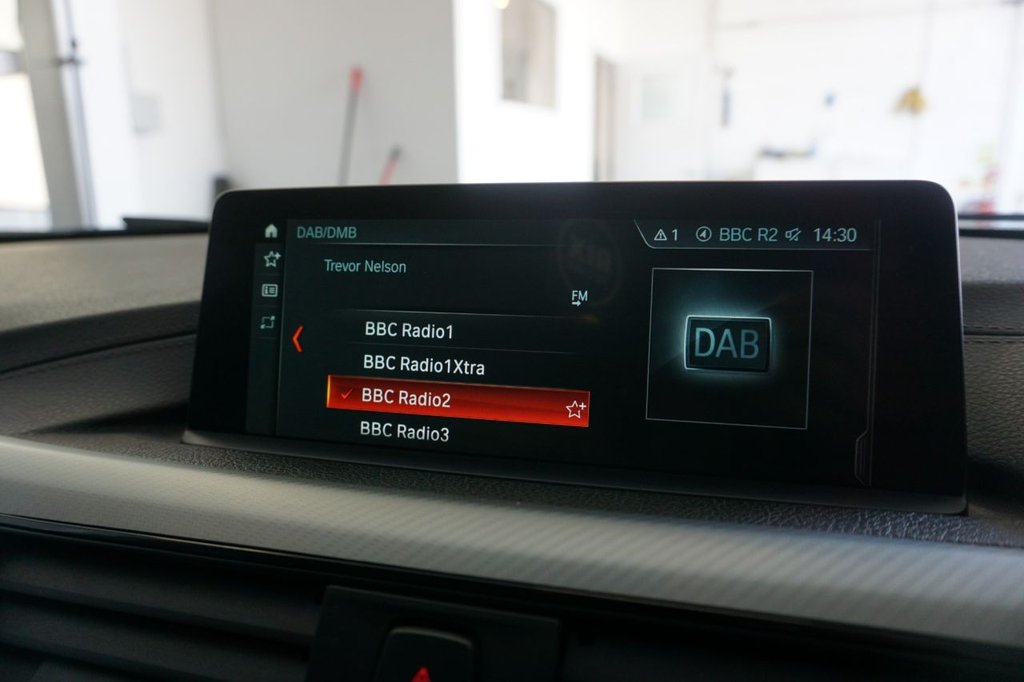 DAB/DMB
1 4 BBC R2 14:30
Trevor Nelson
FM
BBC Radio1
BBC Radio1Xtra
BBC Radio2
BBC Radio3
DAB